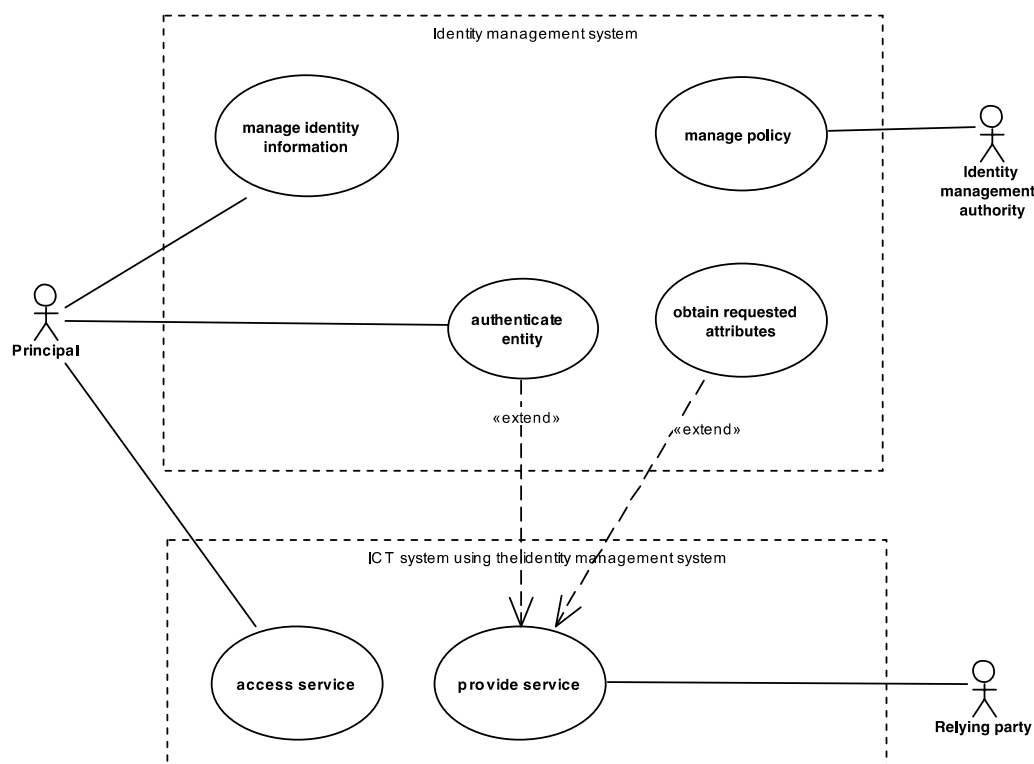 Identity management system
manage identity
information
manage policy
Identity
management
authority
Principal
authenticate
entity
obtain requested
attributes
«extend»
«extend»
ICT system using the identity management system
access service
provide service
Relying party